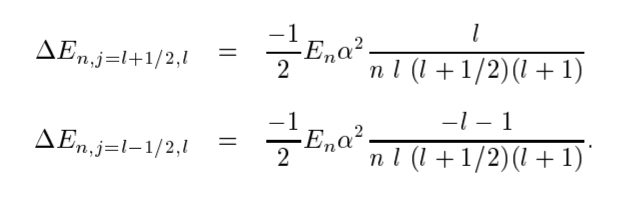 ΔE_{n,j=l+1/2,l} = \frac{-1}{2} E_n α^2 \frac{l}{n l (l + 1/2)(l + 1)}
ΔE_{n,j=l−1/2,l} = \frac{-1}{2} E_n α^2 \frac{−l − 1}{n l (l + 1/2)(l + 1)}.